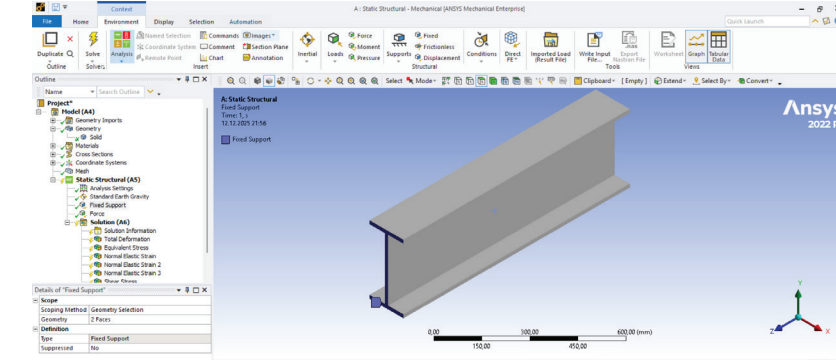 Context
A : Static Structural - Mechanical [ANSYS Mechanical Enterprise]
File Home Environment Display Selection Automation
Quick Launch
Duplicate Q
Outline
Solve
Solver
Analysis
Named Selection Commands Images
Coordinate System Comment Section Plane
Remote Point Chart Annotation
Insert
Inertial
Loads
Force
Moment
Pressure
Supports
Fixed
Frictionless
Displacement
Structural
Conditions
Direct FE
Imported Load (Result File)
Write Input File...
Export Nastran File
Tools
Worksheet Graph Tabular Data
Views
Outline
Name Search Outline
Select Mode Clipboard [Empty] Extend Select By Convert
Project*
Model (A4)
Geometry Imports
Geometry
Solid
Materials
Cross Sections
Coordinate Systems
Mesh
Static Structural (A5)
Analysis Settings
Standard Earth Gravity
Fixed Support
Force
Solution (A6)
Solution Information
Total Deformation
Equivalent Stress
Normal Elastic Strain
Normal Elastic Strain 2
Normal Elastic Strain 3
Shear Stress
Details of "Fixed Support"
Scope
Scoping Method Geometry Selection
Geometry 2 Faces
Definition
Type Fixed Support
Suppressed No
A: Static Structural
Fixed Support
Time: 1, s
12.12.2025 21:56
Fixed Support
Ansys
2022
0,00 300,00 600,00 (mm)
150,00 450,00
Y
Z X